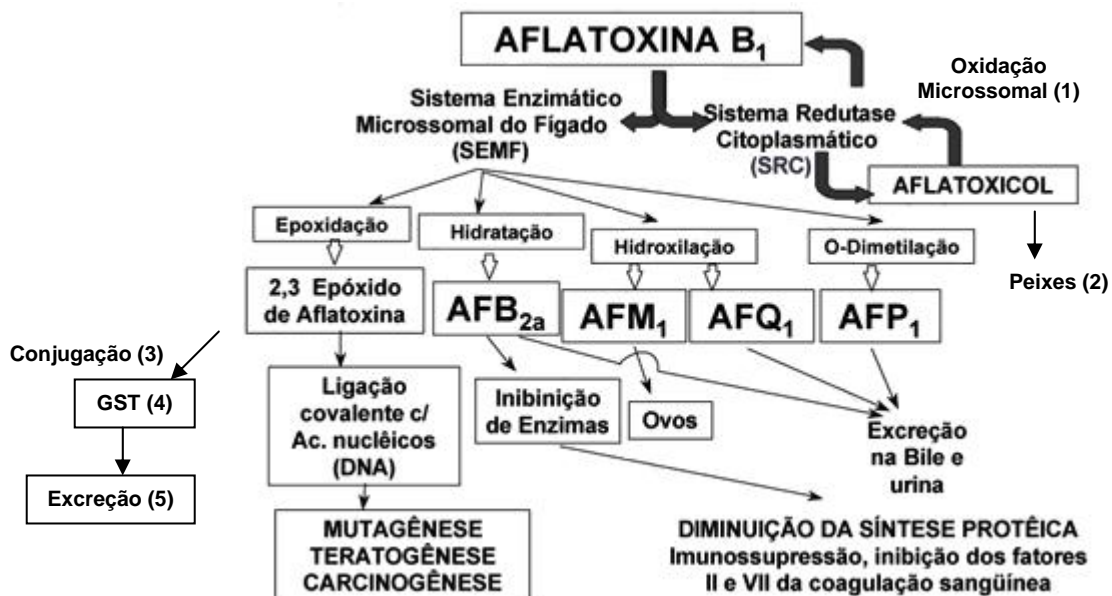 AFLATOXINA B1
Oxidação
Microssomal (1)
Sistema Enzimático
Microssomal do Fígado
(SEMF)
Sistema Redutase
Citoplasmático
(SRC)
AFLATOXICOL
Epoxidação
Hidratação
Hidroxilação
O-Dimetilação
Peixes (2)
2,3 Epóxido
de Aflatoxina
AFB2a
AFM1
AFQ1
AFP1
Conjugação (3)
GST (4)
Excreção (5)
Ligação
covalente c/
Ac. nuclêicos
(DNA)
Inibinição
de Enzimas
Ovos
Excreção
na Bile e
urina
MUTAGÊNESE
TERATOGÊNESE
CARCINOGÊNESE
DIMINUIÇÃO DA SÍNTESE PROTÊICA
Imunossupressão, inibição dos fatores
II e VII da coagulação sangüínea